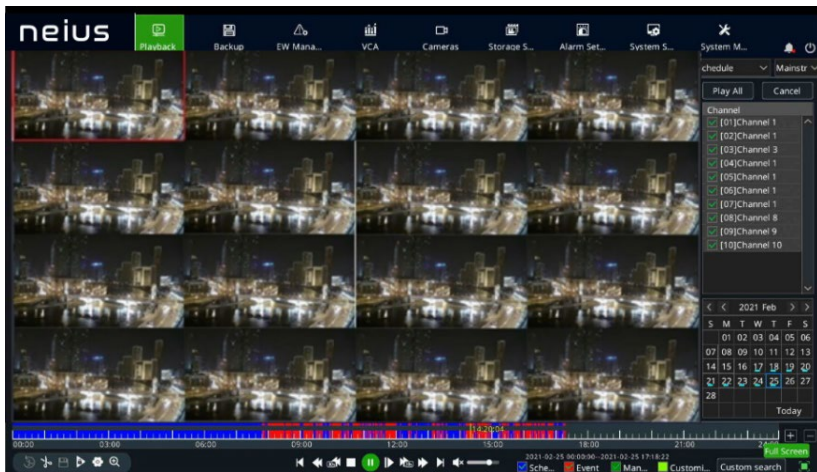 neius
Playback
Backup
EW Mana...
VCA
Cameras
Storage S...
Alarm Set...
System S...
System M...
chedule
Mainstr
Play All
Cancel
Channel
[01]Channel 1
[02]Channel 1
[03]Channel 3
[04]Channel 1
[05]Channel 1
[06]Channel 1
[07]Channel 1
[08]Channel 8
[09]Channel 9
[10]Channel 10
2021 Feb
S M T W T F S
01 02 03 04 05 06
07 08 09 10 11 12 13
14 15 16 17 18 19 20
21 22 23 24 25 26 27
28
Today
14:20:04
00:00 03:00 06:00 09:00 12:00 15:00 18:00 21:00 24:00
Full Screen
2021-02-25 00:00:00--2021-02-25 17:18:22
Sche... Event Man... Customi... Custom search